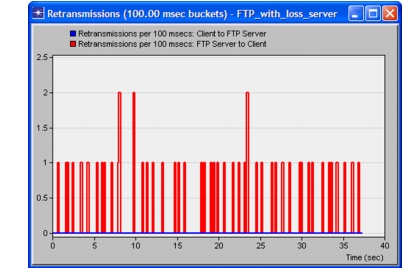 Retransmissions (100.00 msec buckets) - FTP_with_loss_server
Retransmissions per 100 msecs: Client to FTP Server
Retransmissions per 100 msecs: FTP Server to Client
2.5
2
1.5
1
0.5
0
0 5 10 15 20 25 30 35 40
Time (sec)